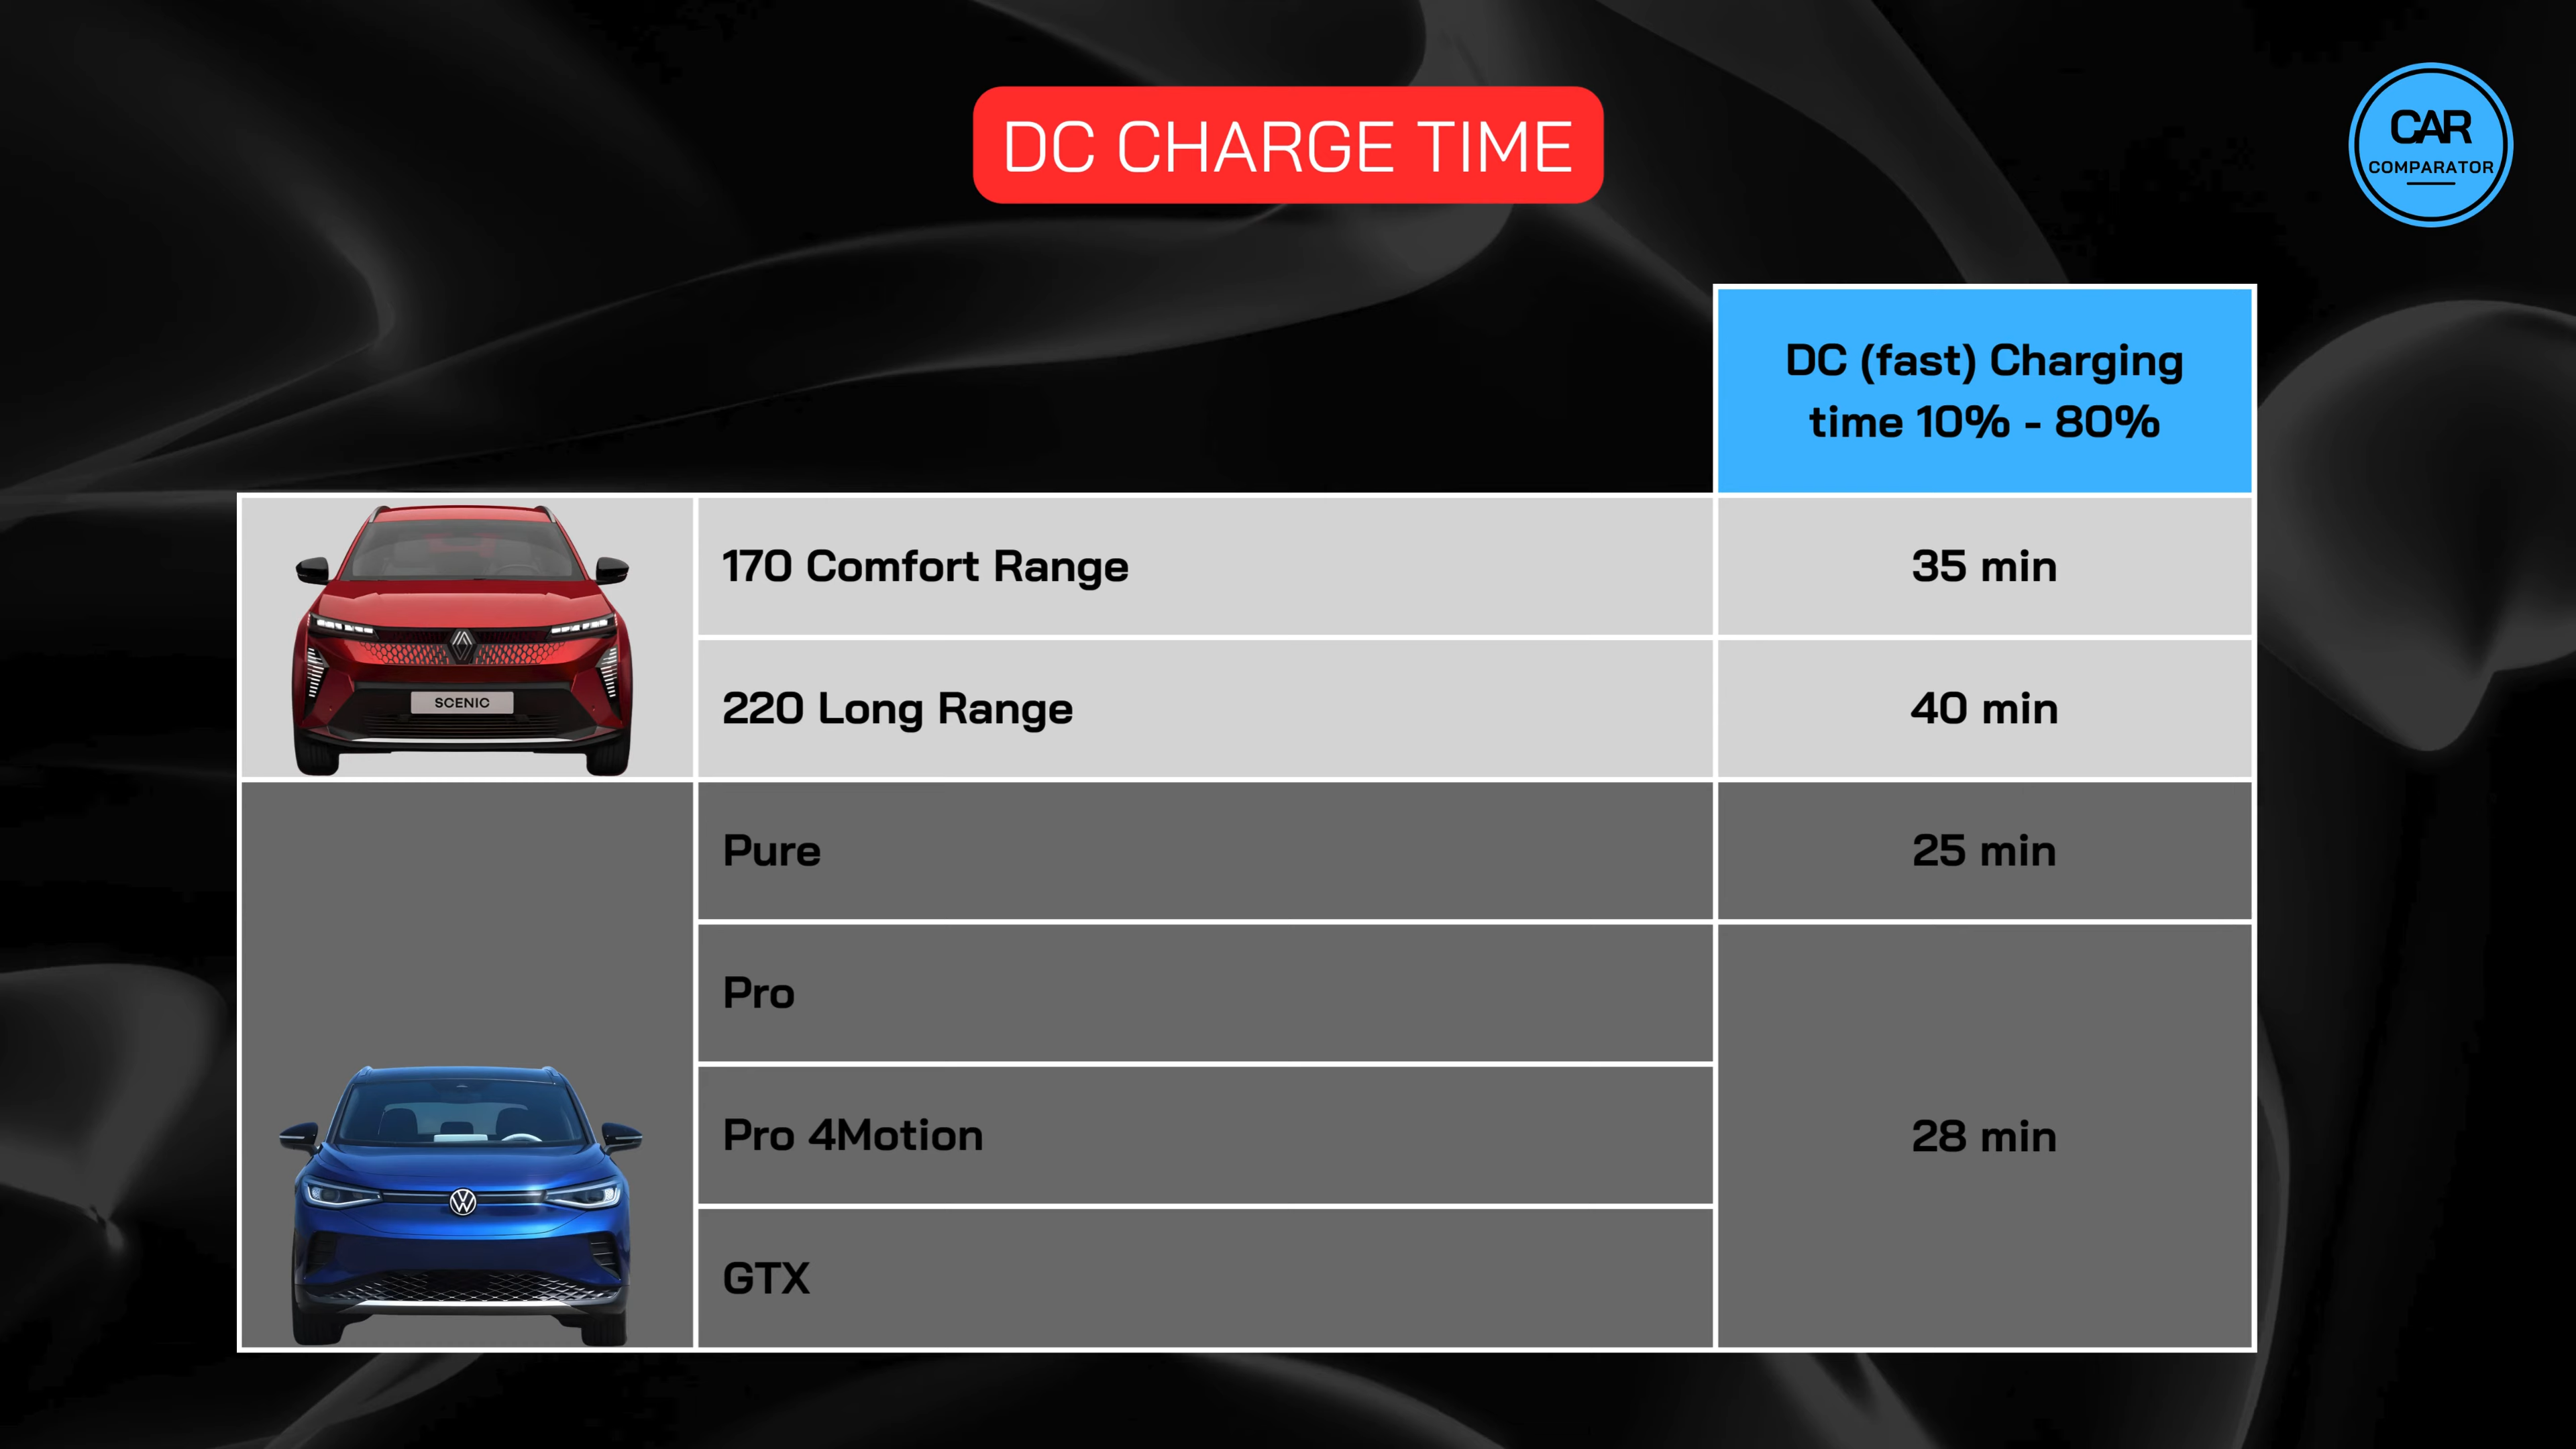 DC CHARGE TIME
CAR
COMPARATOR
DC (fast) Charging
time 10% - 80%
170 Comfort Range
35 min
SCENIC
220 Long Range
40 min
Pure
25 min
Pro
Pro 4Motion
28 min
GTX